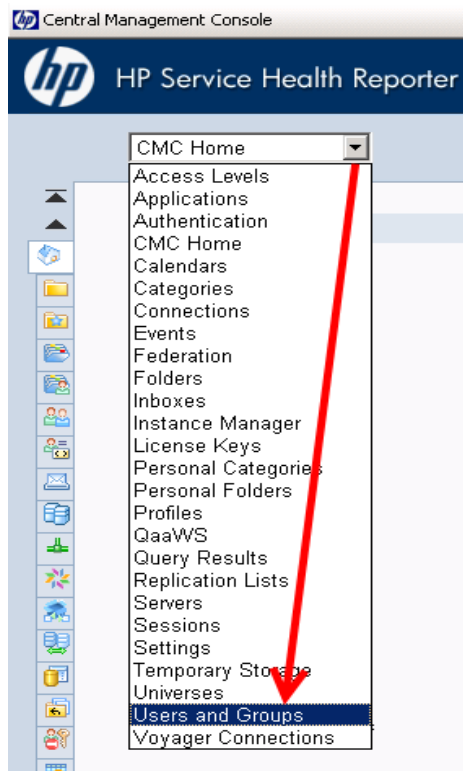 Central Management Console
hp
HP Service Health Reporter
CMC Home
Access Levels
Applications
Authentication
CMC Home
Calendars
Categories
Connections
Events
Federation
Folders
Inboxes
Instance Manager
License Keys
Personal Categories
Personal Folders
Profiles
QaaWS
Query Results
Replication Lists
Servers
Sessions
Settings
Temporary Storage
Universes
Users and Groups
Voyager Connections